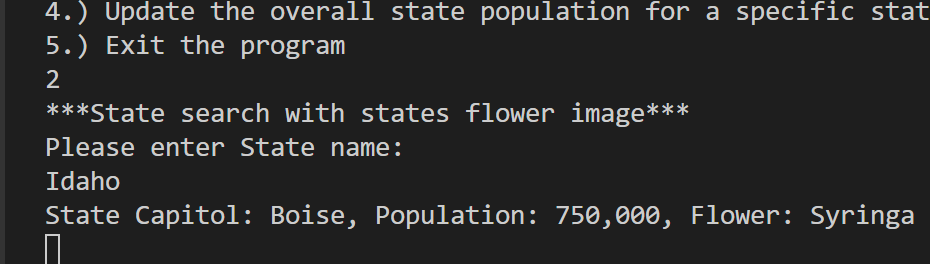 4.) Update the overall state population for a specific stat
5.) Exit the program
2
***State search with states flower image***
Please enter State name:
Idaho
State Capitol: Boise, Population: 750,000, Flower: Syringa